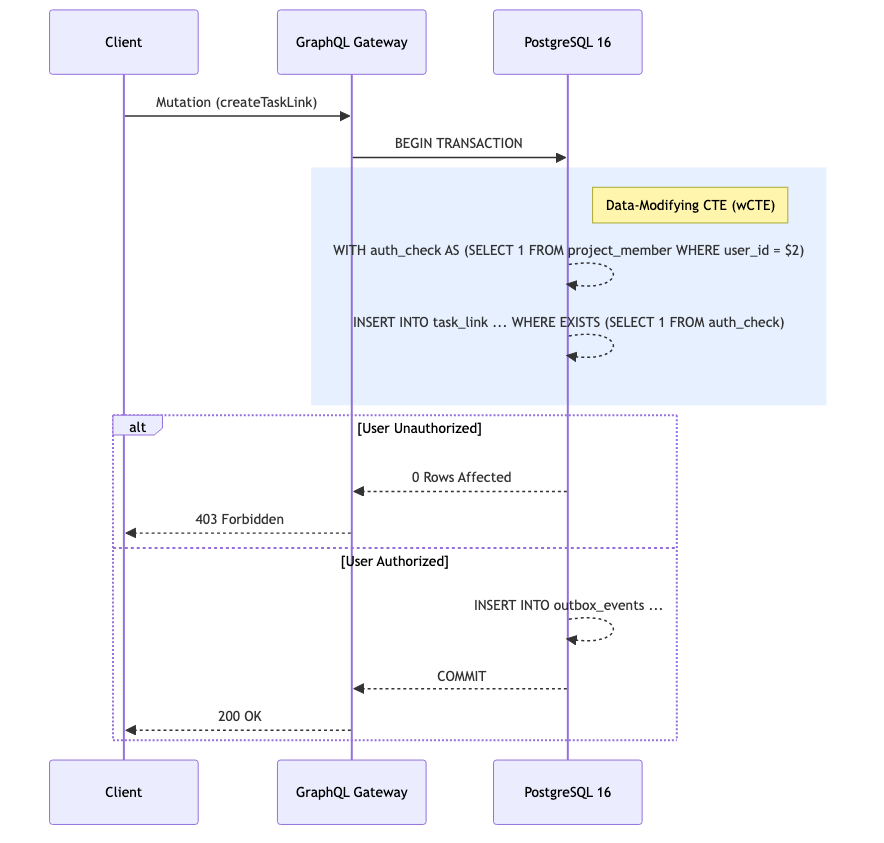 Client
GraphQL Gateway
PostgreSQL 16
Mutation (createTaskLink)
BEGIN TRANSACTION
Data-Modifying CTE (wCTE)
WITH auth_check AS (SELECT 1 FROM project_member WHERE user_id = $2)
INSERT INTO task_link ... WHERE EXISTS (SELECT 1 FROM auth_check)
alt
[User Unauthorized]
0 Rows Affected
403 Forbidden
[User Authorized]
INSERT INTO outbox_events ...
COMMIT
200 OK
Client
GraphQL Gateway
PostgreSQL 16